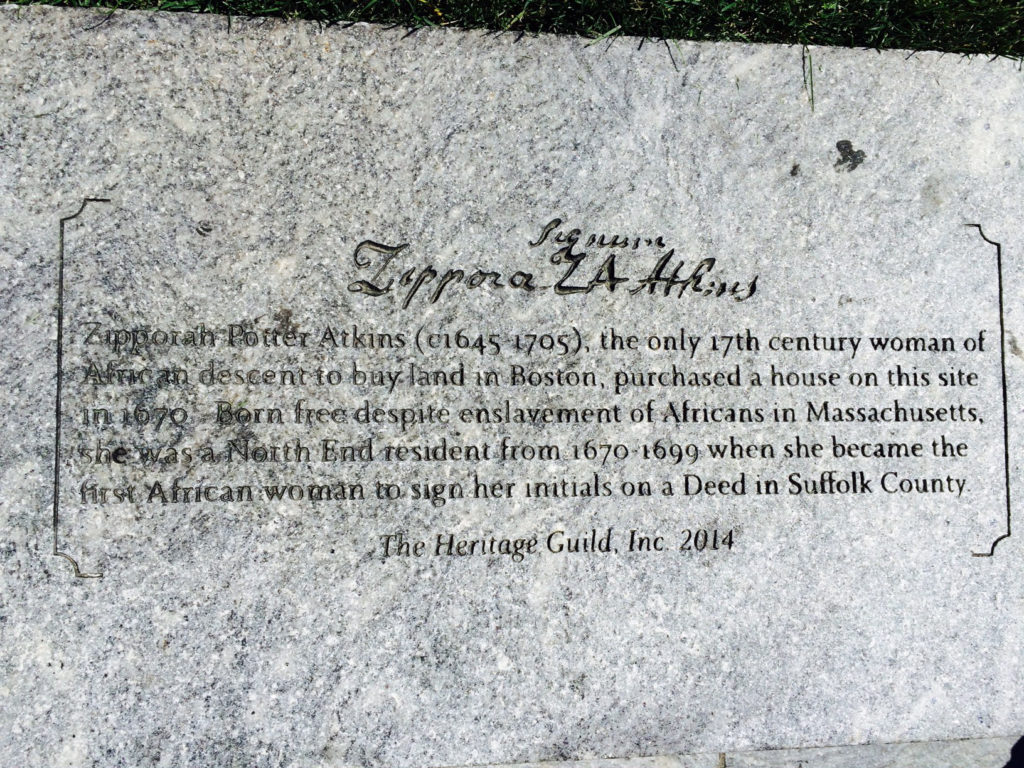 Signum
Zippora ZA Atkins
Zipporah Potter Atkins (c1645-1705), the only 17th century woman of
African descent to buy land in Boston, purchased a house on this site
in 1670. Born free despite enslavement of Africans in Massachusetts,
she was a North End resident from 1670-1699 when she became the
first African woman to sign her initials on a Deed in Suffolk County.
The Heritage Guild, Inc. 2014